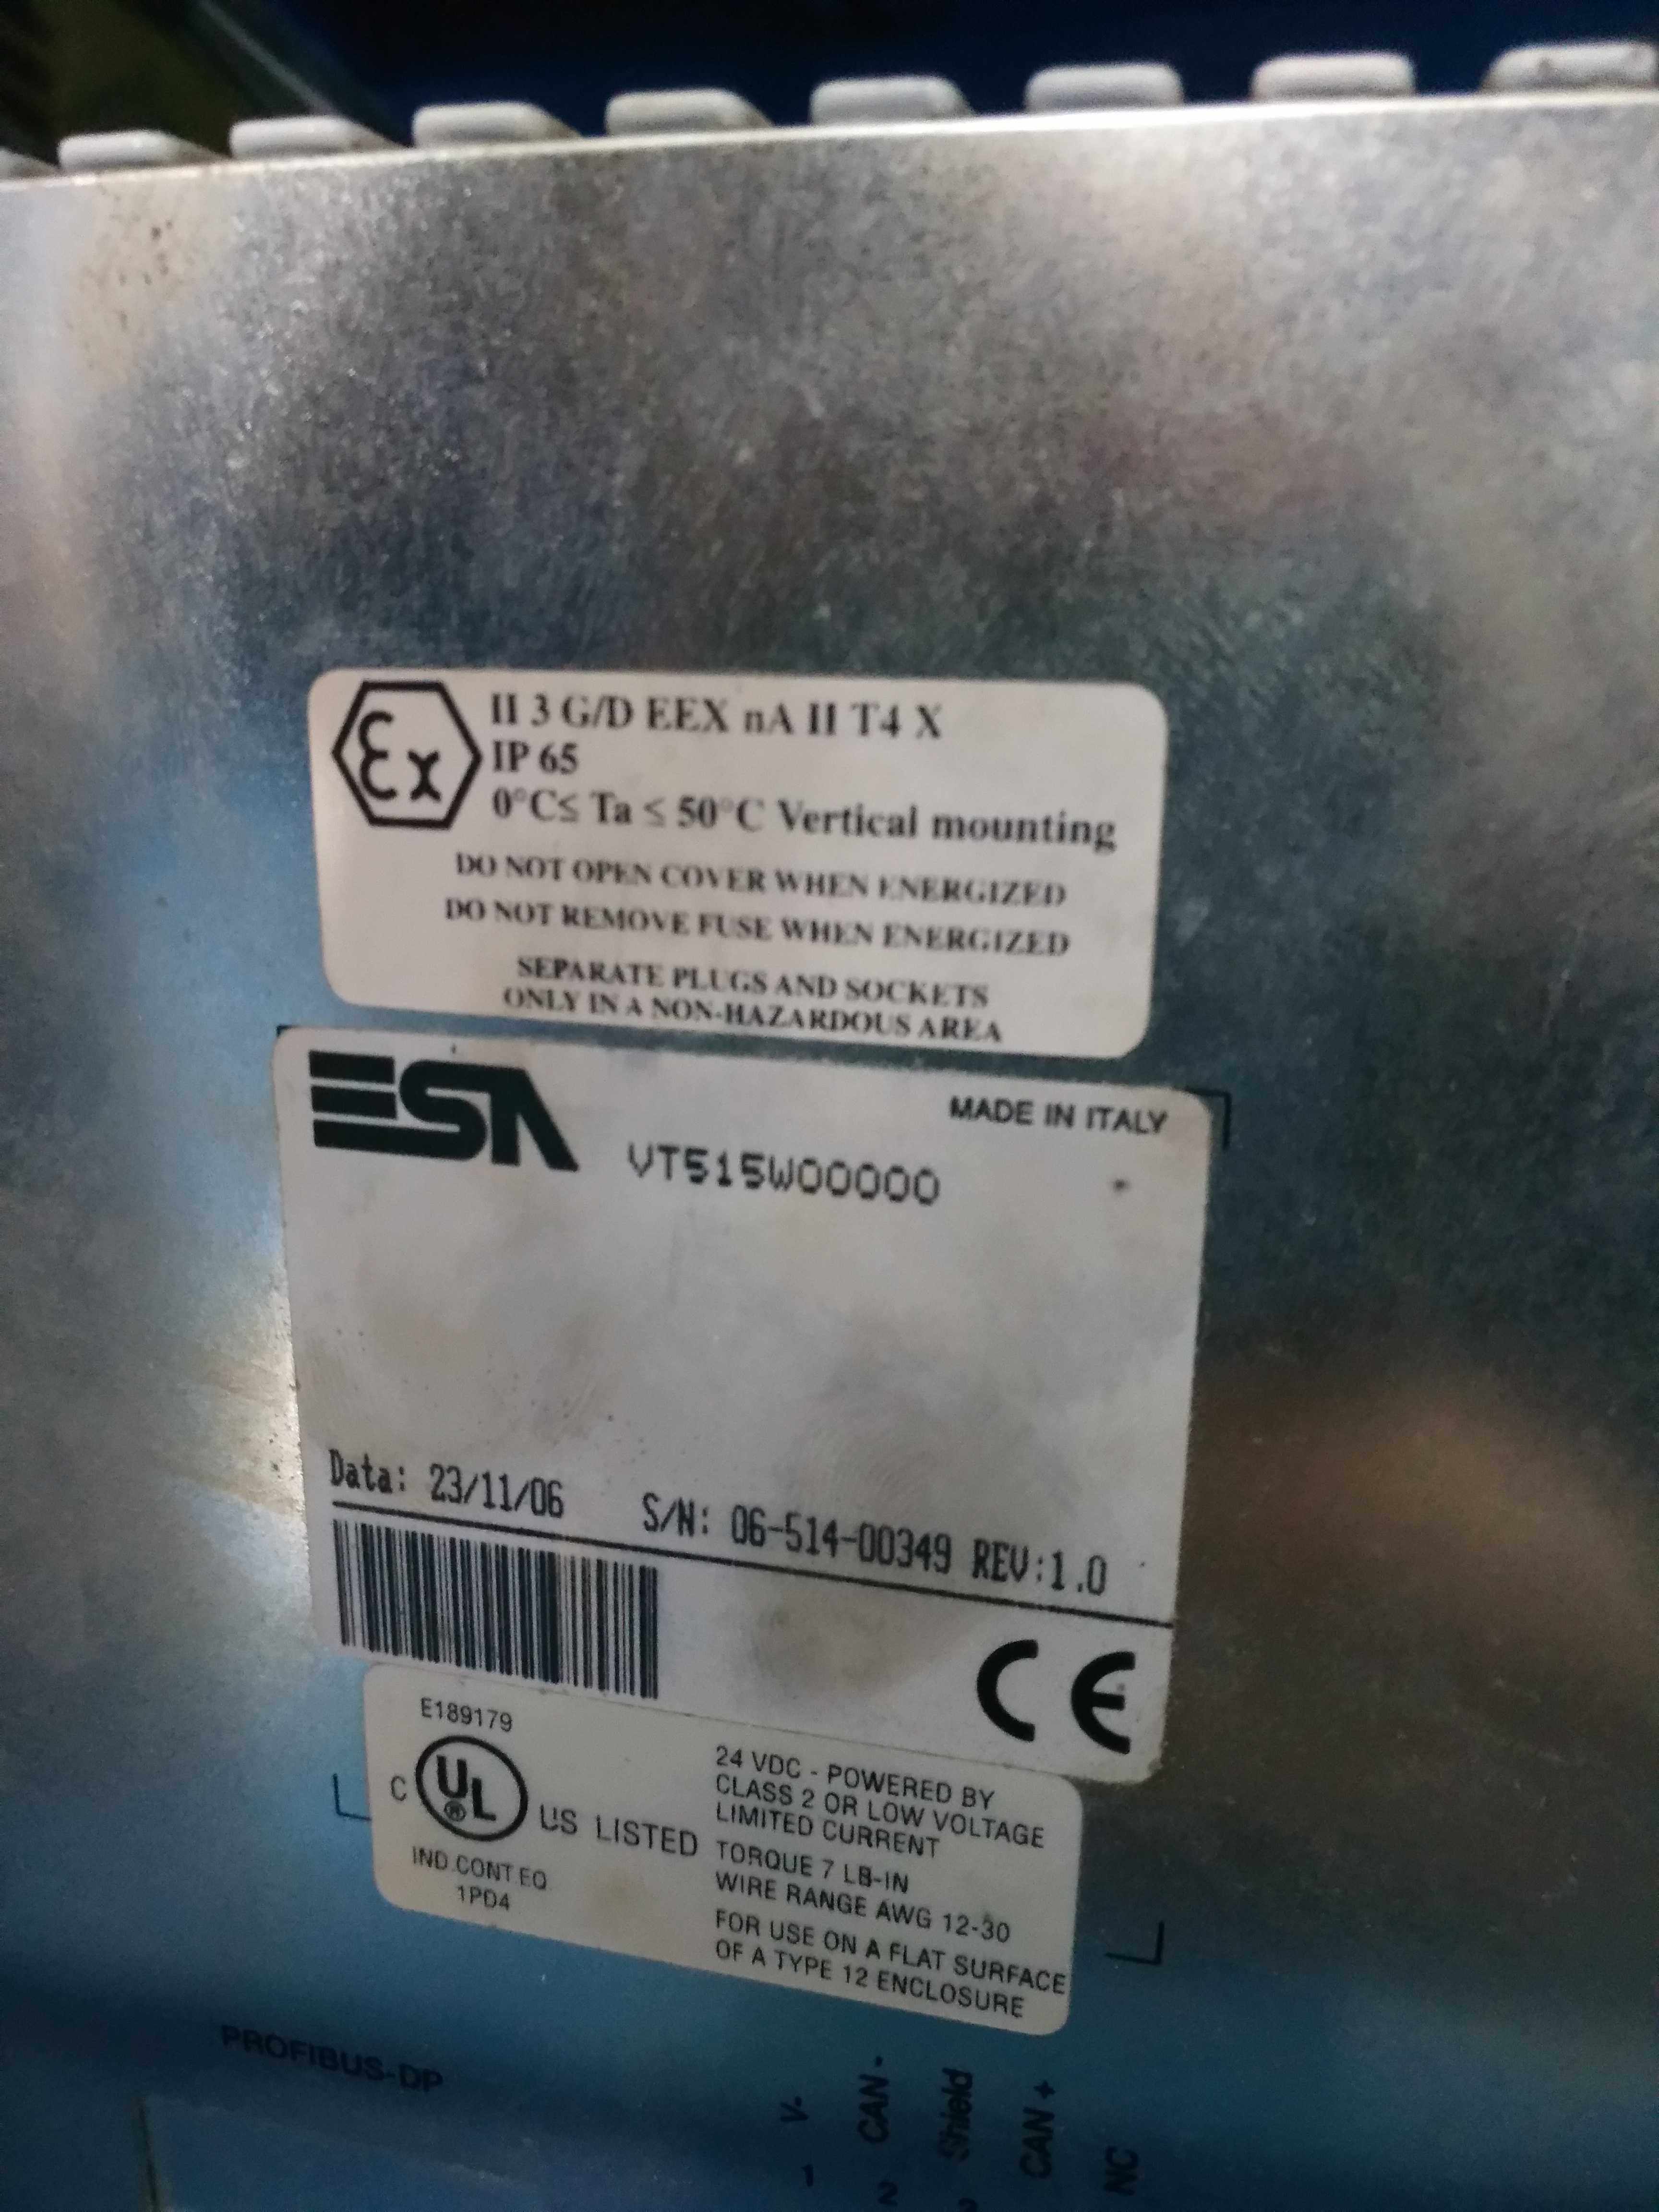 Ex
II 3 G/D EEX nA II T4 X
IP 65
0°C≤ Ta ≤ 50°C Vertical mounting
DO NOT OPEN COVER WHEN ENERGIZED
DO NOT REMOVE FUSE WHEN ENERGIZED
SEPARATE PLUGS AND SOCKETS
ONLY IN A NON-HAZARDOUS AREA
ESA
MADE IN ITALY
VT515W00000
Data: 23/11/06 S/N: 06-514-00349 REV:1.0
CE
E189179
C UL ® US LISTED
IND.CONT.EQ
1PD4
24 VDC - POWERED BY
CLASS 2 OR LOW VOLTAGE
LIMITED CURRENT
TORQUE 7 LB-IN
WIRE RANGE AWG 12-30
FOR USE ON A FLAT SURFACE
OF A TYPE 12 ENCLOSURE
PROFIBUS-DP
V-
CAN -
Shield
CAN +
NC
1
2